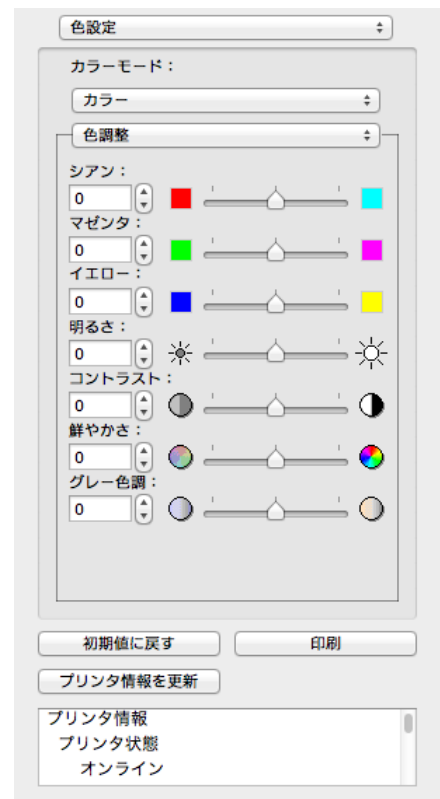 色設定
カラーモード：
カラー
色調整
シアン：
0
マゼンタ：
0
イエロー：
0
明るさ：
0
コントラスト：
0
鮮やかさ：
0
グレー色調：
0
初期値に戻す
印刷
プリンタ情報を更新
プリンタ情報
プリンタ状態
オンライン